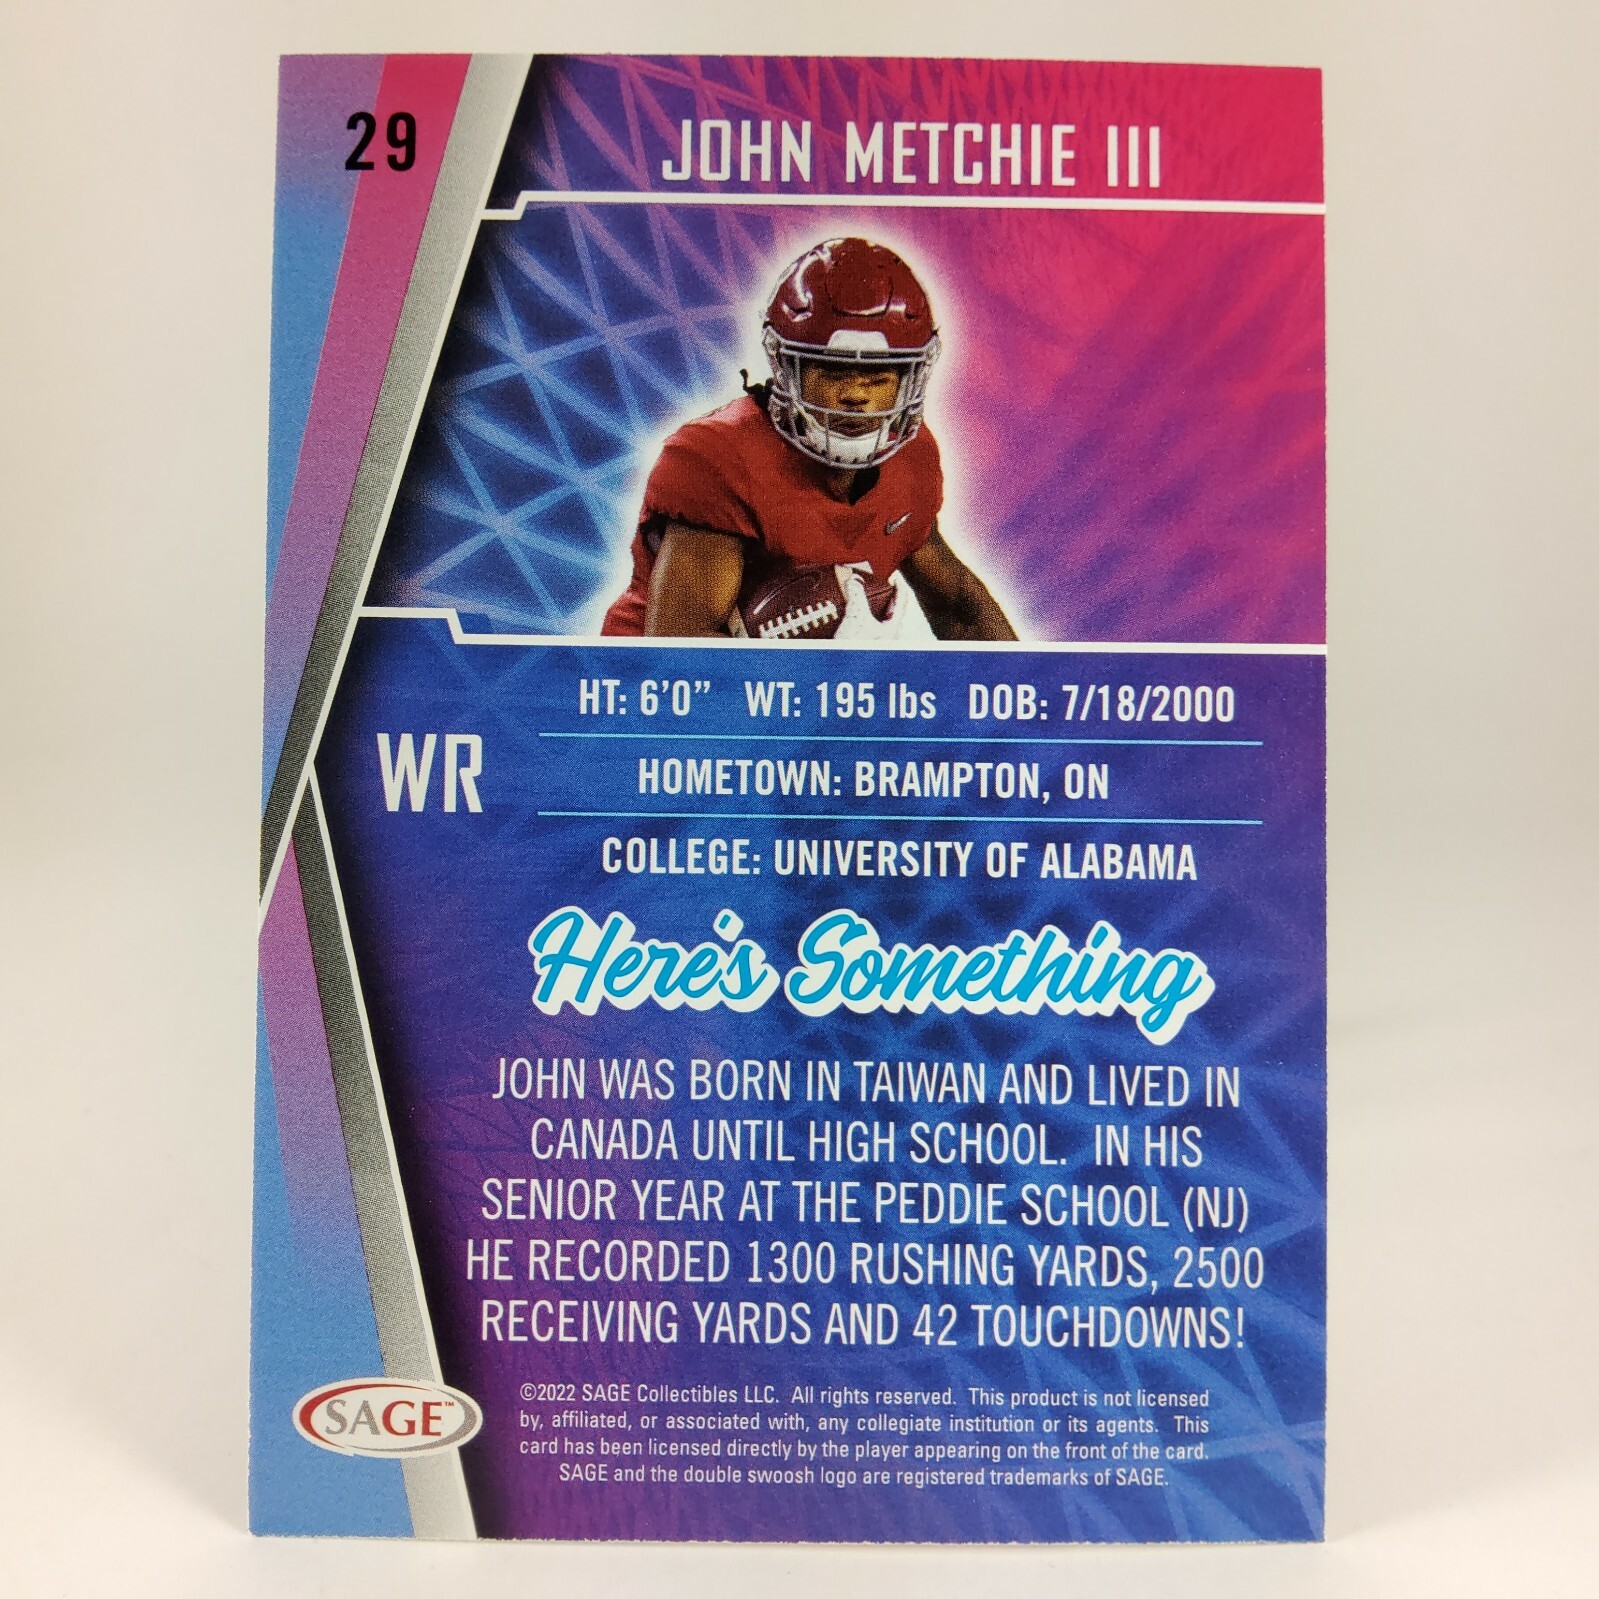 29
JOHN METCHIE III
HT: 6'0" WT: 195 lbs DOB: 7/18/2000
WR
HOMETOWN: BRAMPTON, ON
COLLEGE: UNIVERSITY OF ALABAMA
Here's Something
JOHN WAS BORN IN TAIWAN AND LIVED IN
CANADA UNTIL HIGH SCHOOL. IN HIS
SENIOR YEAR AT THE PEDDIE SCHOOL (NJ)
HE RECORDED 1300 RUSHING YARDS, 2500
RECEIVING YARDS AND 42 TOUCHDOWNS!
SAGE™
©2022 SAGE Collectibles LLC. All rights reserved. This product is not licensed
by, affiliated, or associated with, any collegiate institution or its agents. This
card has been licensed directly by the player appearing on the front of the card.
SAGE and the double swoosh logo are registered trademarks of SAGE.